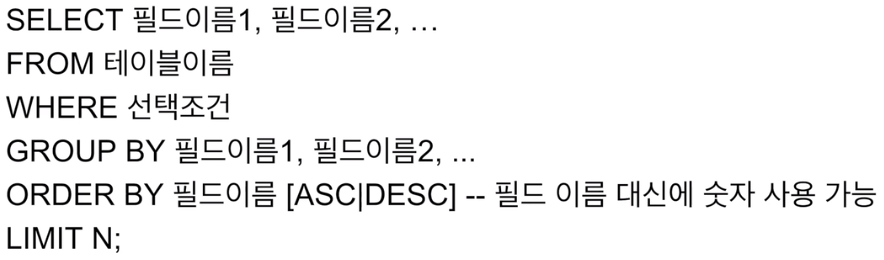 SELECT 필드이름1, 필드이름2, …
FROM 테이블이름
WHERE 선택조건
GROUP BY 필드이름1, 필드이름2, ...
ORDER BY 필드이름 [ASC|DESC] -- 필드 이름 대신에 숫자 사용 가능
LIMIT N;